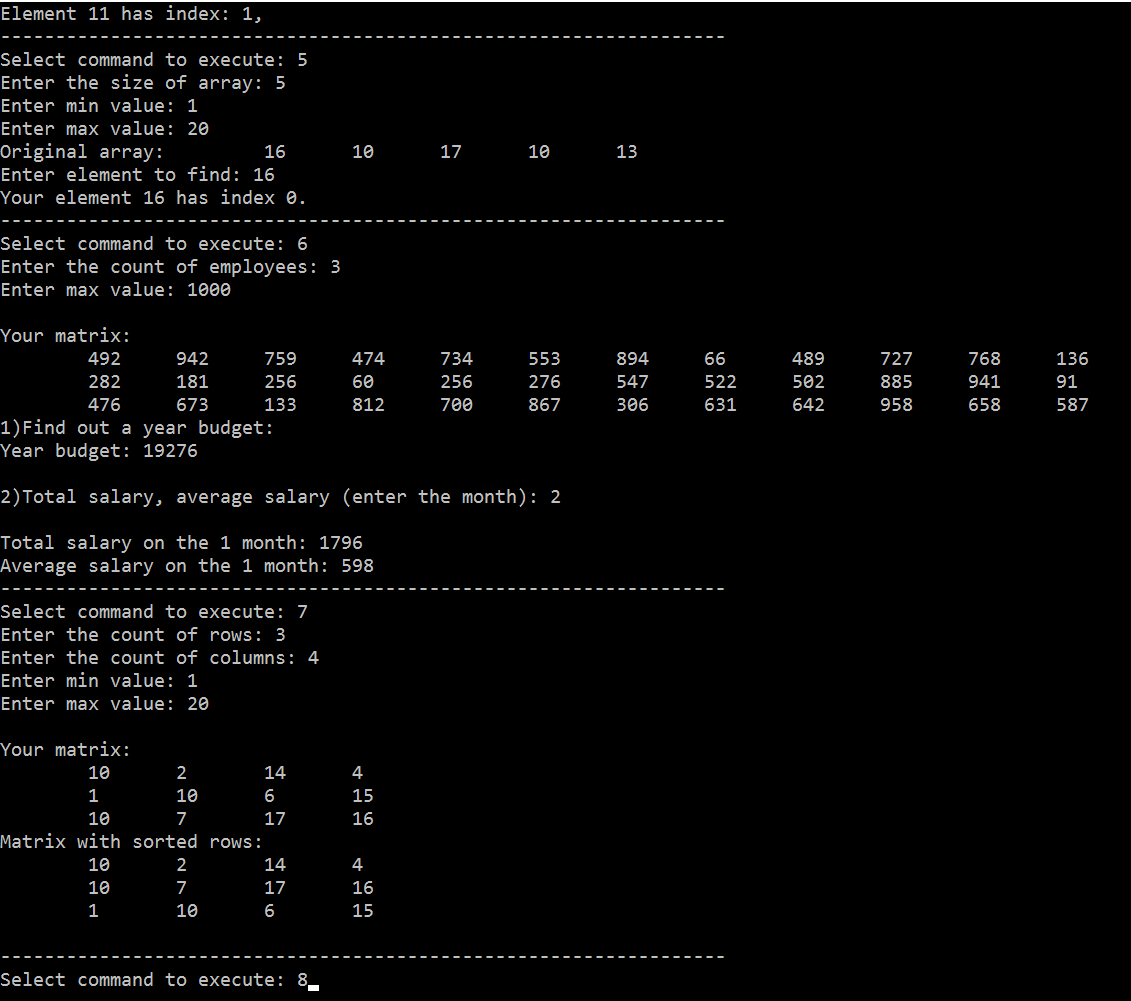 Element 11 has index: 1,
------------------------------------------------------------------
Select command to execute: 5
Enter the size of array: 5
Enter min value: 1
Enter max value: 20
Original array:         16      10      17      10      13
Enter element to find: 16
Your element 16 has index 0.
------------------------------------------------------------------
Select command to execute: 6
Enter the count of employees: 3
Enter max value: 1000
Your matrix:
        492     942     759     474     734     553     894     66      489     727     768     136
        282     181     256     60      256     276     547     522     502     885     941     91
        476     673     133     812     700     867     306     631     642     958     658     587
1)Find out a year budget:
Year budget: 19276
2)Total salary, average salary (enter the month): 2
Total salary on the 1 month: 1796
Average salary on the 1 month: 598
------------------------------------------------------------------
Select command to execute: 7
Enter the count of rows: 3
Enter the count of columns: 4
Enter min value: 1
Enter max value: 20
Your matrix:
        10      2       14      4
        1       10      6       15
        10      7       17      16
Matrix with sorted rows:
        10      2       14      4
        10      7       17      16
        1       10      6       15
------------------------------------------------------------------
Select command to execute: 8